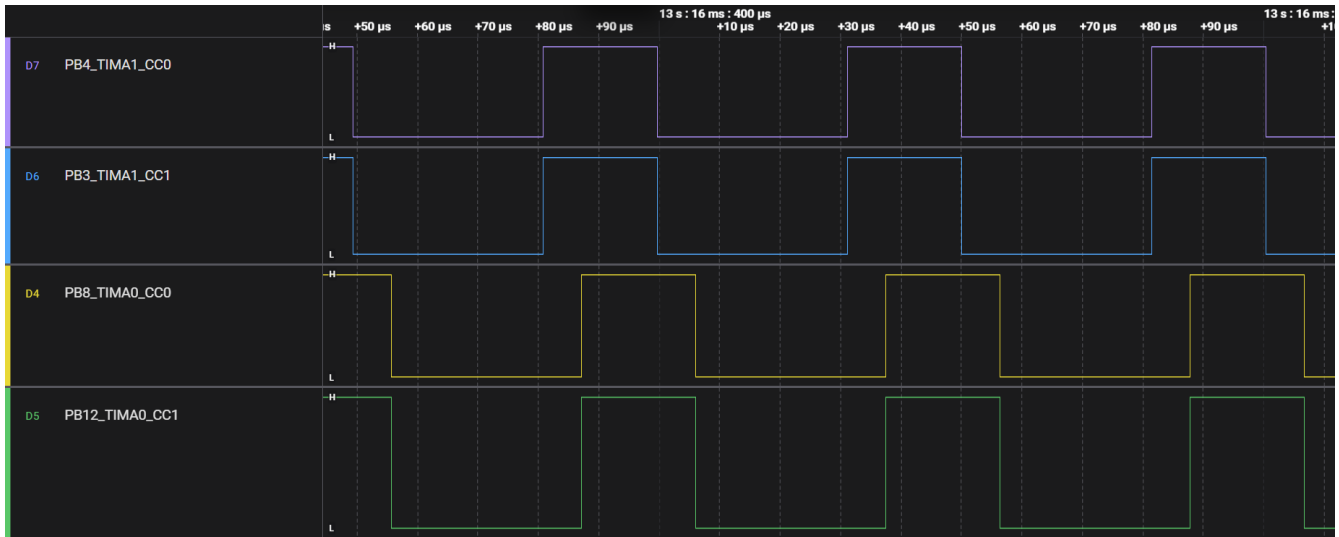 13 s : 16 ms : 400 µs
13 s : 16 ms :
s
+50 µs
+60 µs
+70 µs
+80 µs
+90 µs
+10 µs
+20 µs
+30 µs
+40 µs
+50 µs
+60 µs
+70 µs
+80 µs
+90 µs
+1
H
D7 PB4_TIMA1_CC0
L
H
D6 PB3_TIMA1_CC1
L
H
D4 PB8_TIMA0_CC0
L
H
D5 PB12_TIMA0_CC1
L